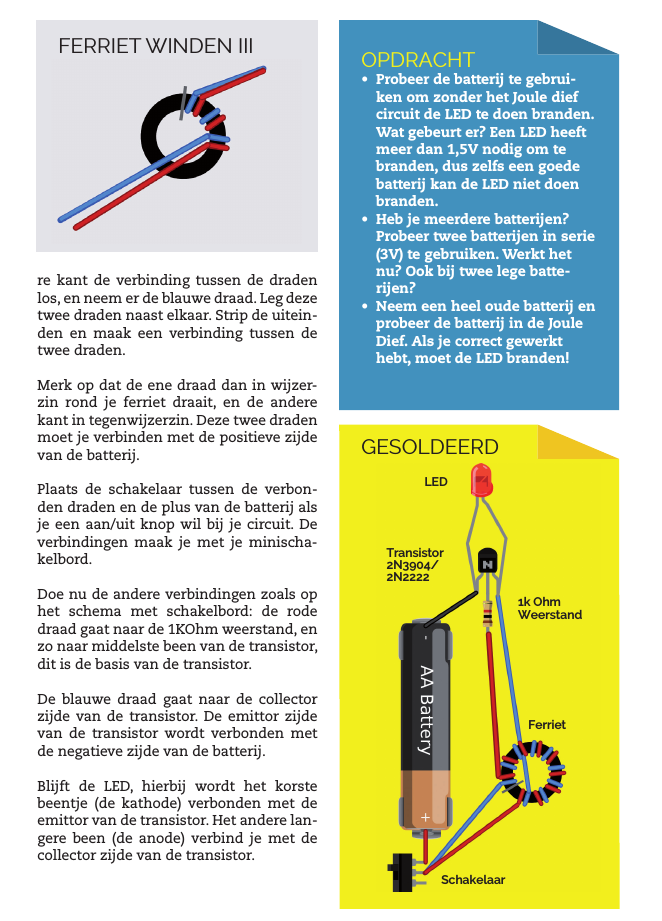 FERRIET WINDEN III
re kant de verbinding tussen de draden
los, en neem er de blauwe draad. Leg deze
twee draden naast elkaar. Strip de uitein-
den en maak een verbinding tussen de
twee draden.
Merk op dat de ene draad dan in wijzer-
zin rond je ferriet draait, en de andere
kant in tegenwijzerzin. Deze twee draden
moet je verbinden met de positieve zijde
van de batterij.
Plaats de schakelaar tussen de verbon-
den draden en de plus van de batterij als
je een aan/uit knop wil bij je circuit. De
verbindingen maak je met je minischa-
kelbord.
Doe nu de andere verbindingen zoals op
het schema met schakelbord: de rode
draad gaat naar de 1KOhm weerstand, en
zo naar middelste been van de transistor,
dit is de basis van de transistor.
De blauwe draad gaat naar de collector
zijde van de transistor. De emittor zijde
van de transistor wordt verbonden met
de negatieve zijde van de batterij.
Blijft de LED, hierbij wordt het korste
beentje (de kathode) verbonden met de
emittor van de transistor. Het andere lan-
gere been (de anode) verbind je met de
collector zijde van de transistor.
OPDRACHT
• Probeer de batterij te gebrui-
ken om zonder het Joule dief
circuit de LED te doen branden.
Wat gebeurt er? Een LED heeft
meer dan 1,5V nodig om te
branden, dus zelfs een goede
batterij kan de LED niet doen
branden.
• Heb je meerdere batterijen?
Probeer twee batterijen in serie
(3V) te gebruiken. Werkt het
nu? Ook bij twee lege batte-
rijen?
• Neem een heel oude batterij en
probeer de batterij in de Joule
Dief. Als je correct gewerkt
hebt, moet de LED branden!
GESOLDEERD
LED
Transistor
2N3904/
2N2222
N
1k Ohm
Weerstand
-
AA Battery
+
Ferriet
Schakelaar